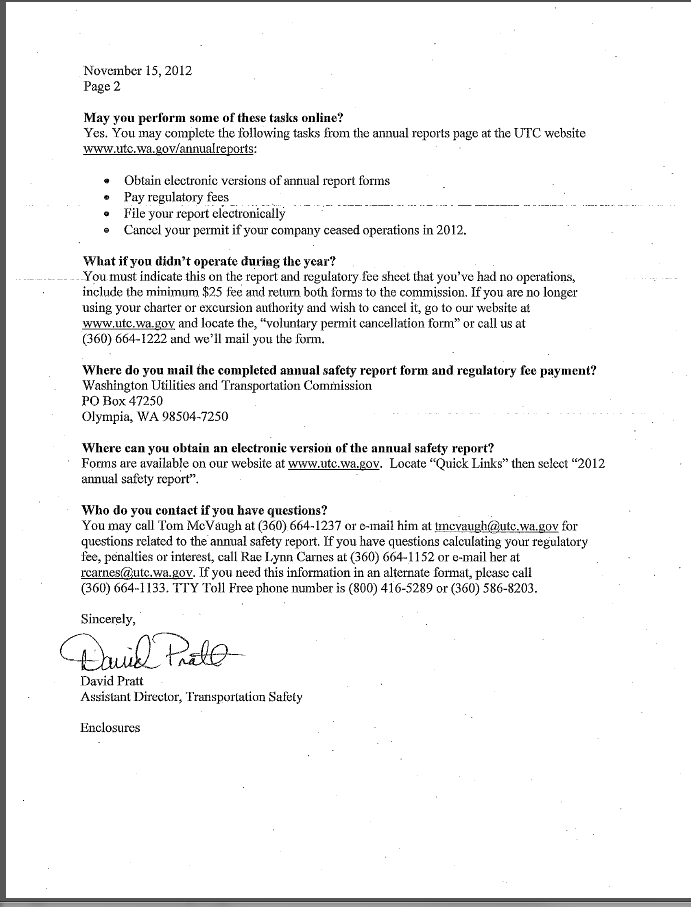 November 15, 2012
Page 2
May you perform some of these tasks online?
Yes. You may complete the following tasks from the annual reports page at the UTC website
www.utc.wa.gov/annualreports:
• Obtain electronic versions of annual report forms
• Pay regulatory fees
• File your report electronically
• Cancel your permit if your company ceased operations in 2012.
What if you didn't operate during the year?
You must indicate this on the report and regulatory fee sheet that you've had no operations,
include the minimum $25 fee and return both forms to the commission. If you are no longer
using your charter or excursion authority and wish to cancel it, go to our website at
www.utc.wa.gov and locate the, "voluntary permit cancellation form" or call us at
(360) 664-1222 and we'll mail you the form.
Where do you mail the completed annual safety report form and regulatory fee payment?
Washington Utilities and Transportation Commission
PO Box 47250
Olympia, WA 98504-7250
Where can you obtain an electronic version of the annual safety report?
Forms are available on our website at www.utc.wa.gov. Locate "Quick Links" then select "2012
annual safety report".
Who do you contact if you have questions?
You may call Tom McVaugh at (360) 664-1237 or e-mail him at tmcvaugh@utc.wa.gov for
questions related to the annual safety report. If you have questions calculating your regulatory
fee, penalties or interest, call Rae Lynn Carnes at (360) 664-1152 or e-mail her at
rcarnes@utc.wa.gov. If you need this information in an alternate format, please call
(360) 664-1133. TTY Toll Free phone number is (800) 416-5289 or (360) 586-8203.
Sincerely,
David Pratt
David Pratt
Assistant Director, Transportation Safety
Enclosures